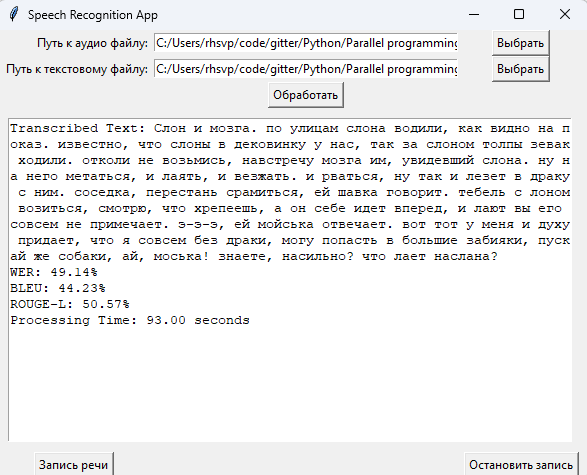 Speech Recognition App
Путь к аудио файлу: C:/Users/rhsvp/code/gitter/Python/Parallel programming Выбрать
Путь к текстовому файлу: C:/Users/rhsvp/code/gitter/Python/Parallel programming Выбрать
Обработать
Transcribed Text: Слон и мозга. по улицам слона водили, как видно на п
оказ. известно, что слоны в дековинку у нас, так за слоном толпы зевак
ходили. отколи не возьмись, навстречу мозга им, увидевший слона. ну н
а него метаться, и лаять, и везжать. и рваться, ну так и лезет в драку
с ним. соседка, перестань срамиться, ей шавка говорит. тебель с лоном
возиться, смотрю, что хрепеешь, а он себе идет вперед, и лают вы его
совсем не примечает. э-э-э, ей мойська отвечает. вот тот у меня и духу
придает, что я совсем без драки, могу попасть в большие забияки, пуск
ай же собаки, ай, моська! знаете, насильно? что лает наслана?
WER: 49.14%
BLEU: 44.23%
ROUGE-L: 50.57%
Processing Time: 93.00 seconds
Запись речи Остановить запись